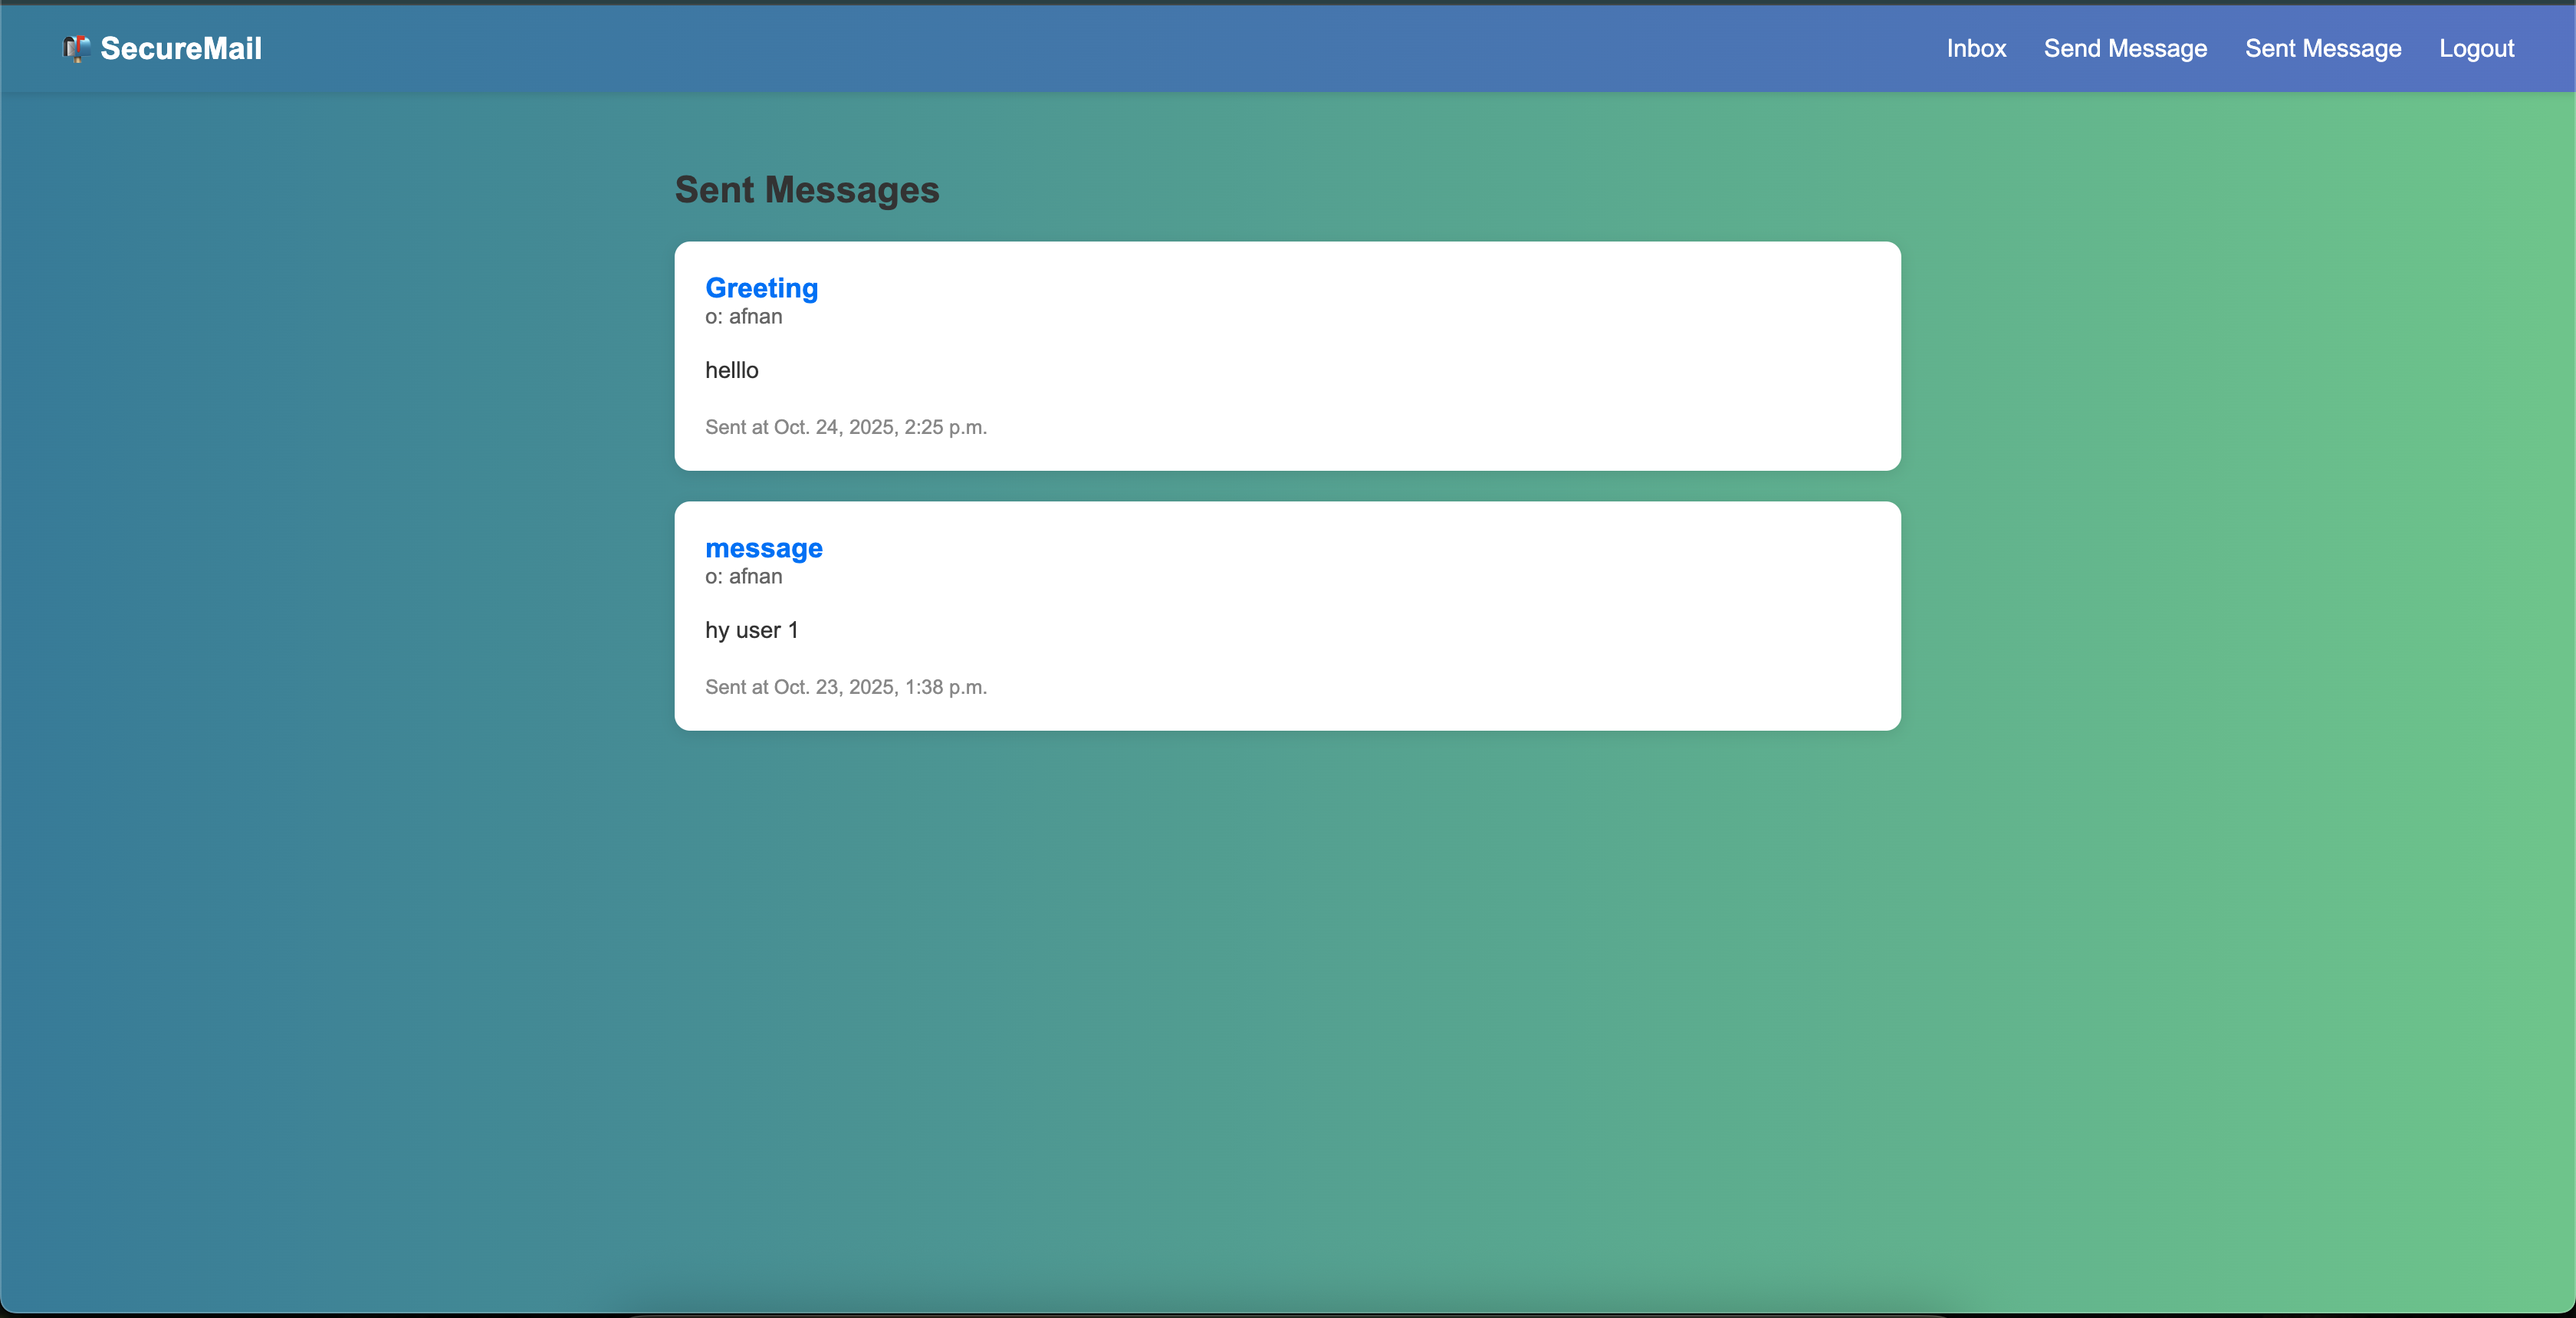 SecureMail
Inbox Send Message Sent Message Logout
Sent Messages
Greeting
o: afnan
helllo
Sent at Oct. 24, 2025, 2:25 p.m.
message
o: afnan
hy user 1
Sent at Oct. 23, 2025, 1:38 p.m.